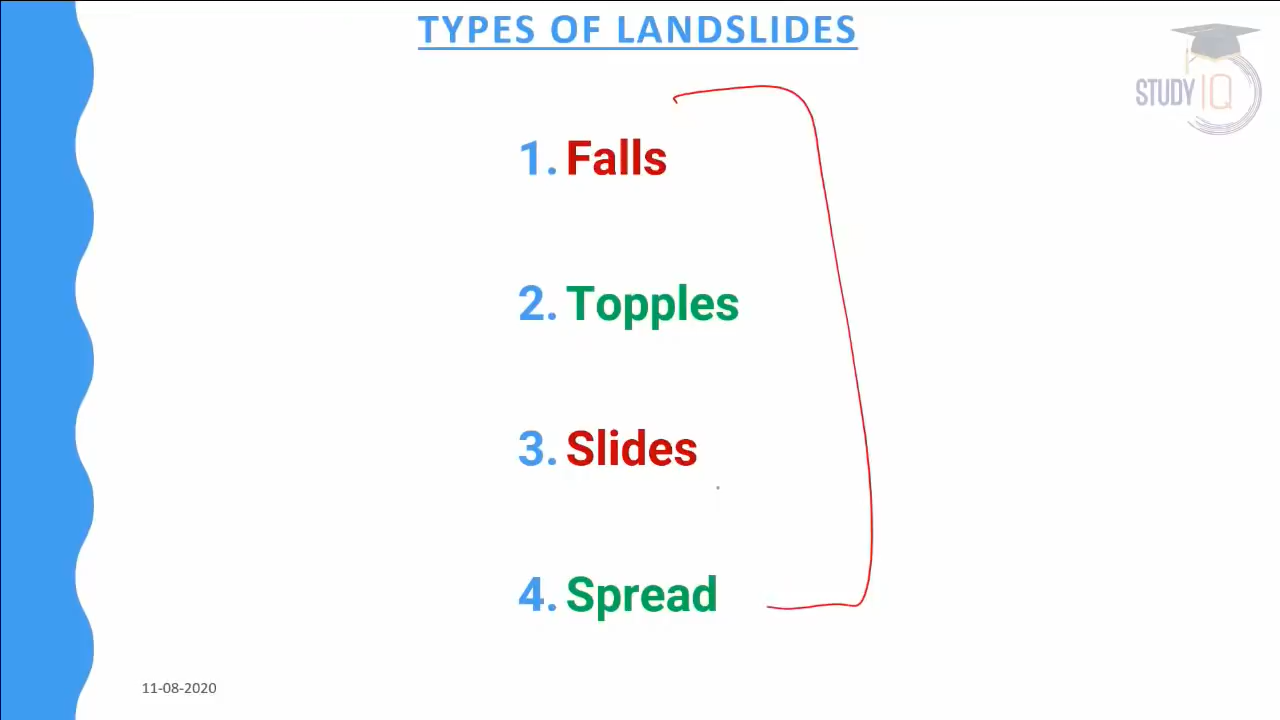 TYPES OF LANDSLIDES
STUDY IQ
1. Falls
2. Topples
3. Slides
4. Spread
11-08-2020